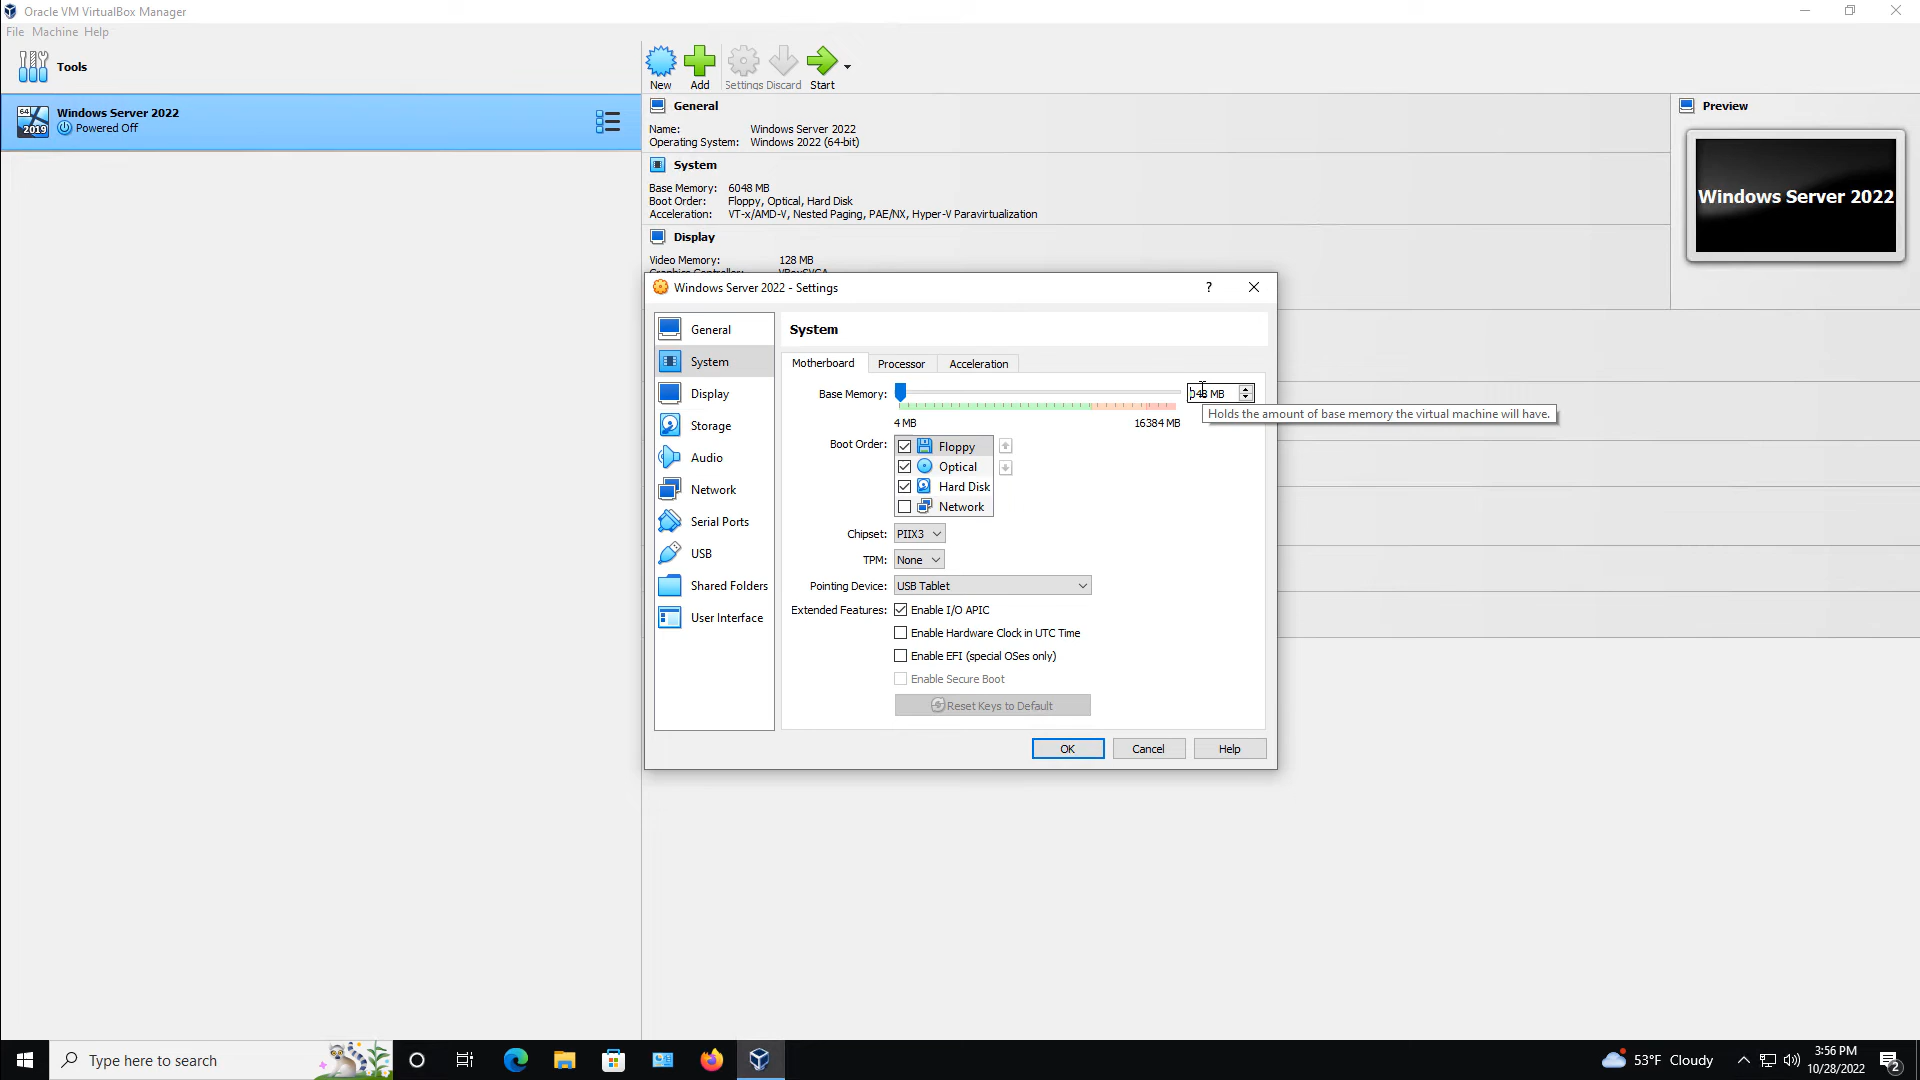 Oracle VM VirtualBox Manager
File Machine Help
Tools
New Add Settings Discard Start
64
2019
Windows Server 2022
Powered Off
General
Name: Windows Server 2022
Operating System: Windows 2022 (64-bit)
System
Base Memory: 6048 MB
Boot Order: Floppy, Optical, Hard Disk
Acceleration: VT-x/AMD-V, Nested Paging, PAE/NX, Hyper-V Paravirtualization
Display
Video Memory: 128 MB
Preview
Windows Server 2022
Windows Server 2022 - Settings
?
General
System
Display
Storage
Audio
Network
Serial Ports
USB
Shared Folders
User Interface
System
Motherboard Processor Acceleration
Base Memory: 048 MB
4 MB 16384 MB
Holds the amount of base memory the virtual machine will have.
Boot Order: Floppy
Optical
Hard Disk
Network
Chipset: PIIX3
TPM: None
Pointing Device: USB Tablet
Extended Features: Enable I/O APIC
Enable Hardware Clock in UTC Time
Enable EFI (special OSes only)
Enable Secure Boot
Reset Keys to Default
OK Cancel Help
Type here to search
53°F Cloudy
3:56 PM
10/28/2022
2